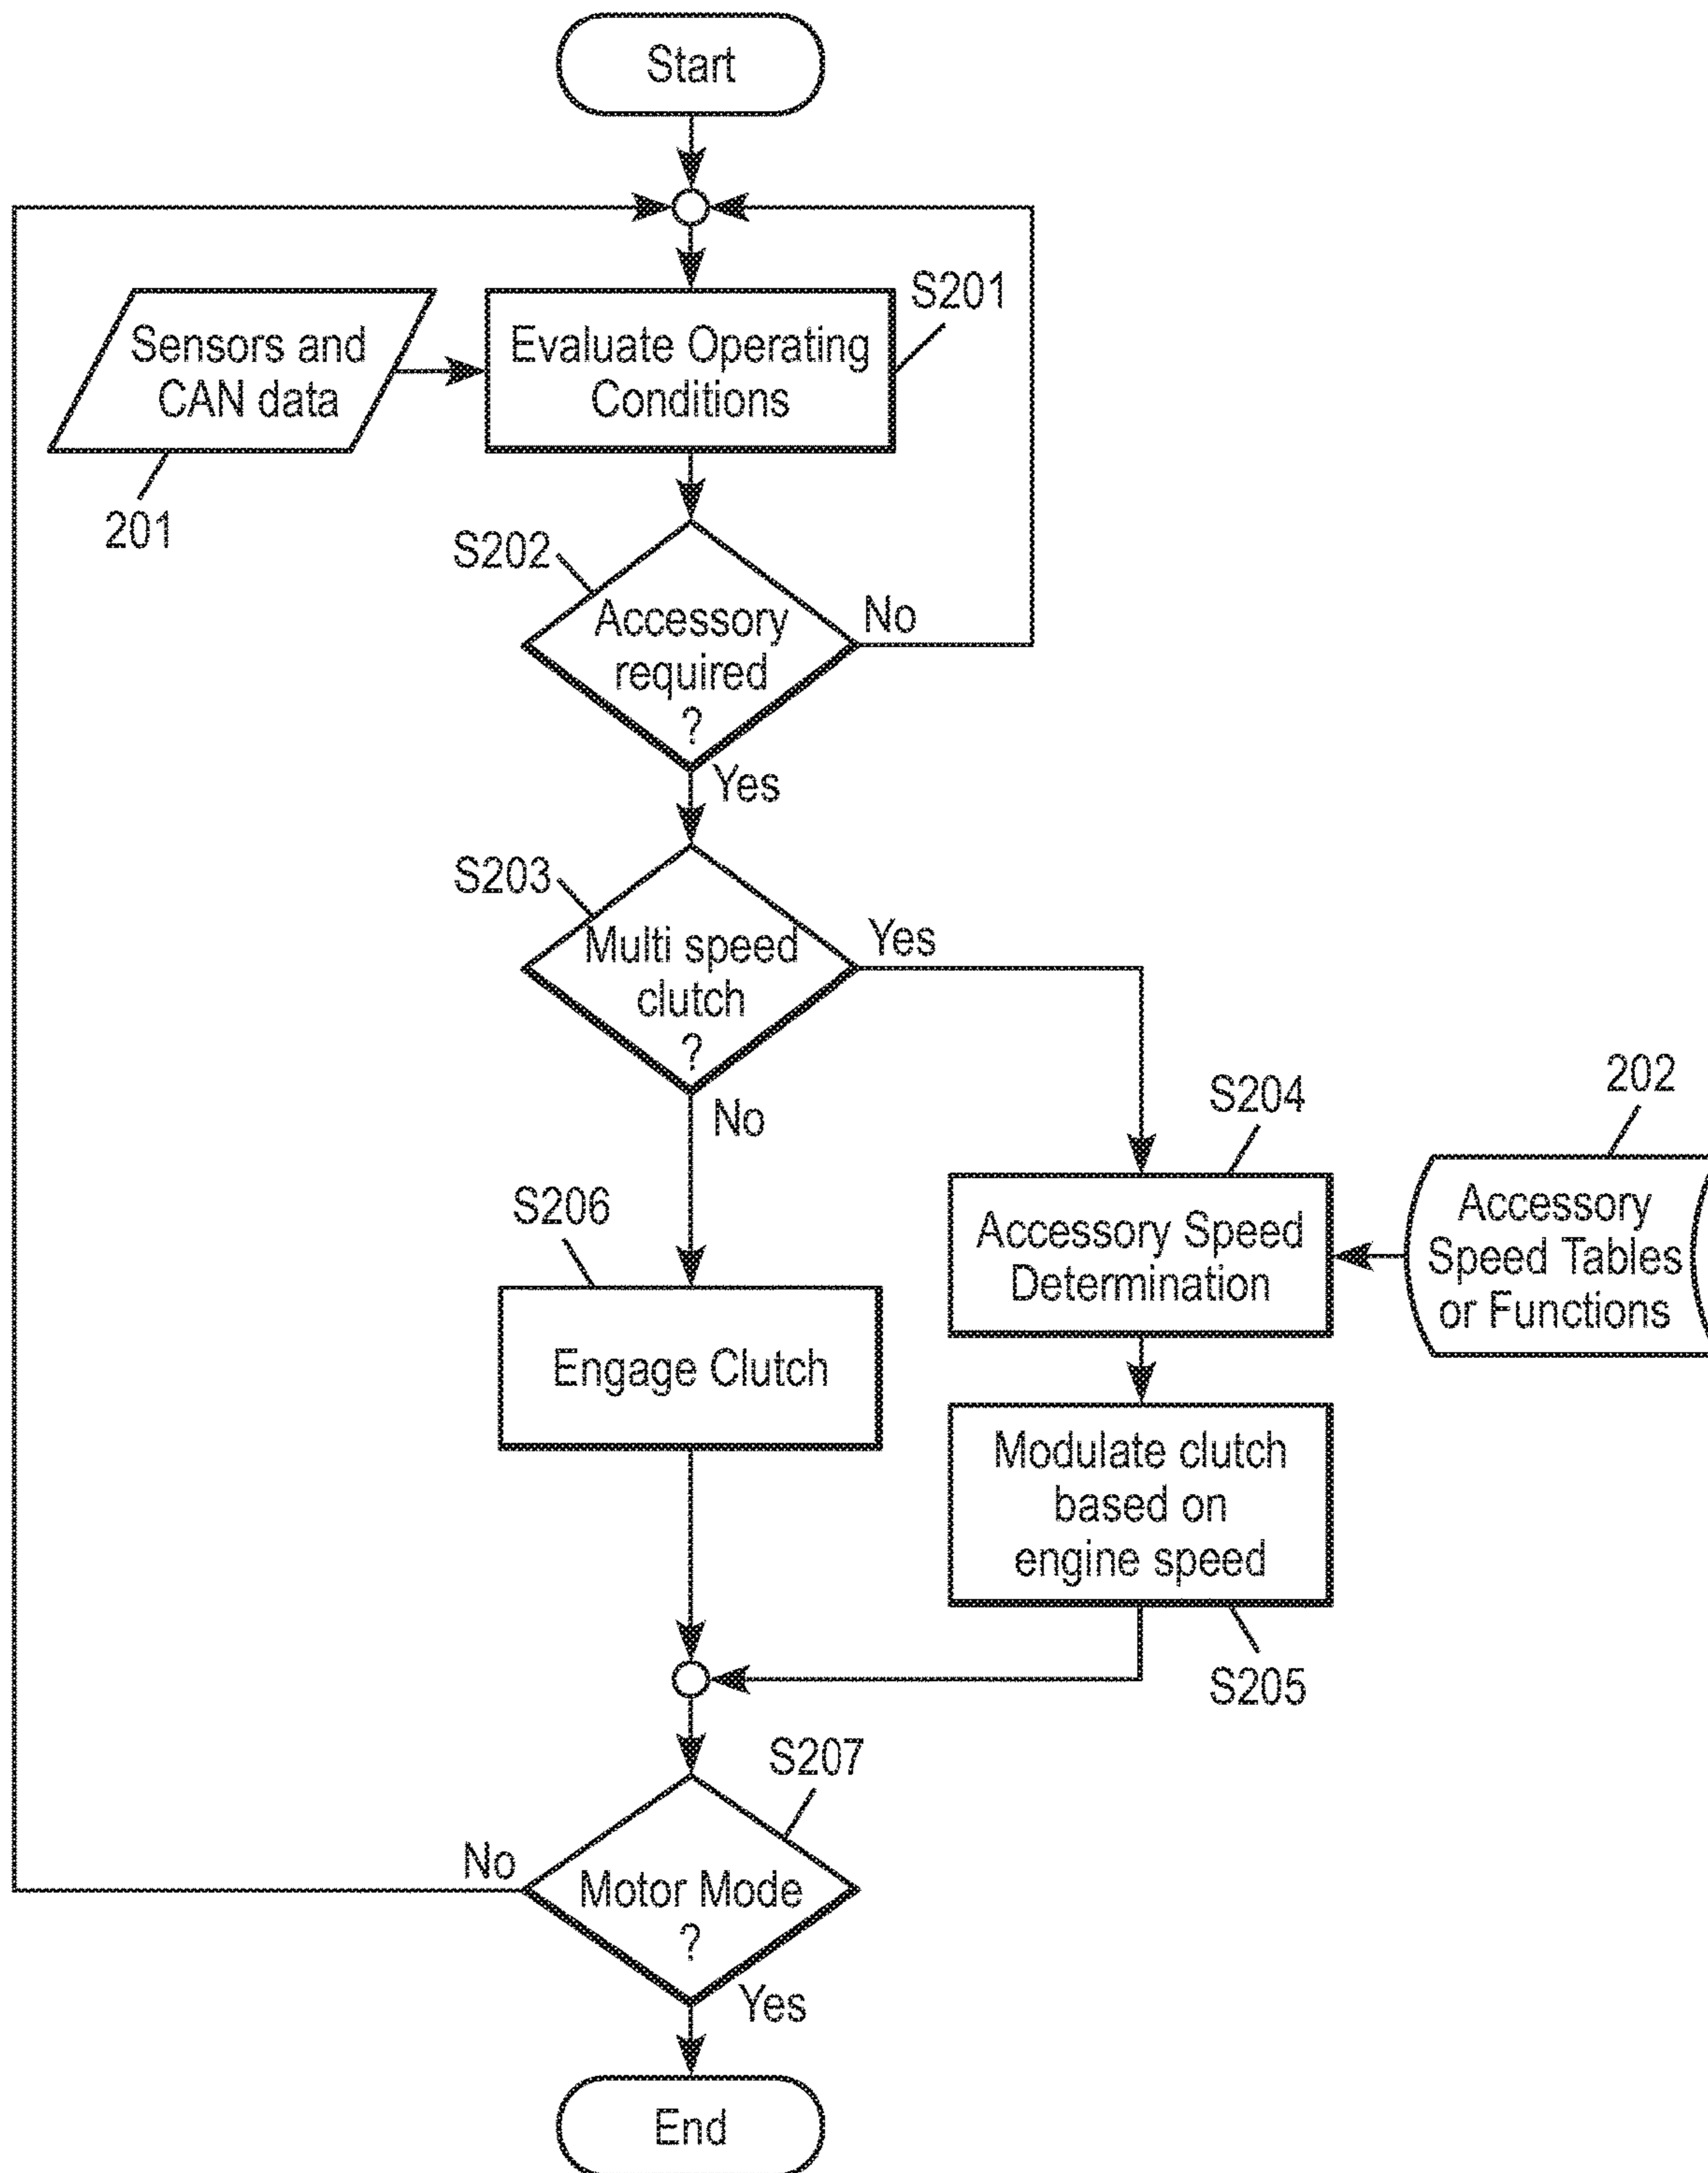 Start
S201
Sensors and
CAN data
Evaluate Operating
Conditions
201
S202
Accessory
required
?
No
Yes
S203
Multi speed
clutch
?
Yes
No
202
S204
Accessory
Speed Tables
or Functions
Accessory Speed
Determination
S206
Engage Clutch
Modulate clutch
based on
engine speed
S205
S207
No
Motor Mode
?
Yes
End